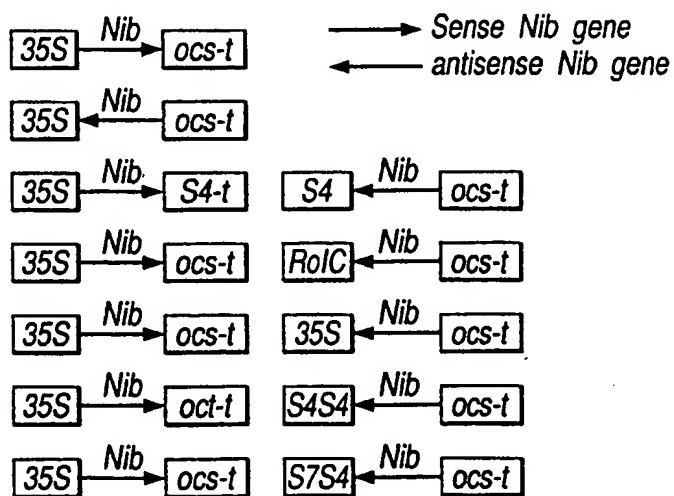 35S Nib ocs-t Sense Nib gene
antisense Nib gene
35S Nib ocs-t
35S Nib S4-t S4 Nib ocs-t
35S Nib ocs-t RolC Nib ocs-t
35S Nib ocs-t 35S Nib ocs-t
35S Nib oct-t S4S4 Nib ocs-t
35S Nib ocs-t S7S4 Nib ocs-t